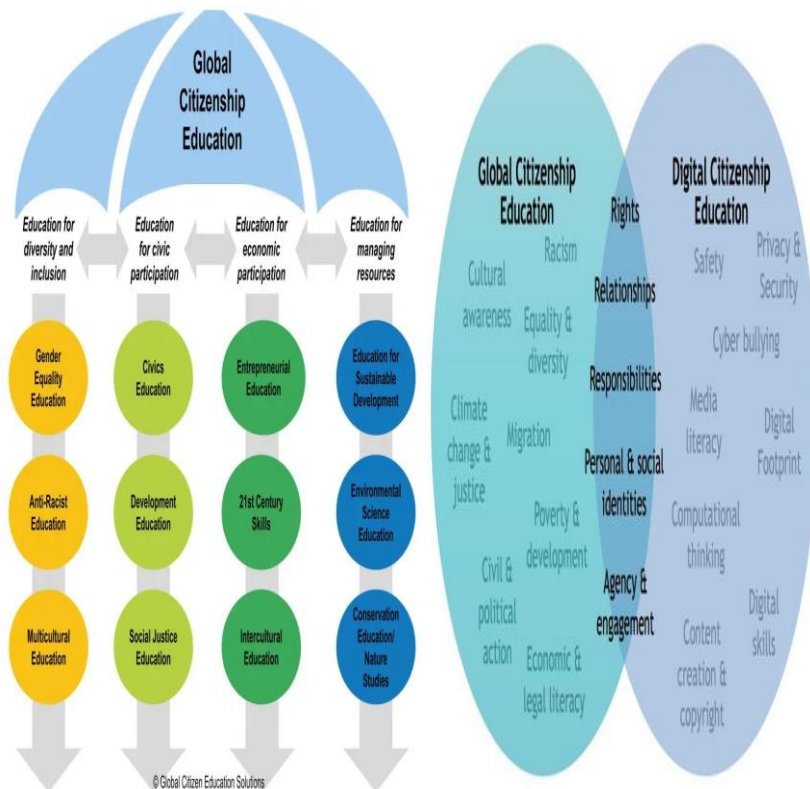 Global
Citizenship
Education
Education for
diversity and
inclusion
Education
for civic
participation
Education for
economic
participation
Education for
managing
resources
Gender
Equality
Education
Civics
Education
Entrepreneurial
Education
Education for
Sustainable
Development
Anti-Racist
Education
Development
Education
21st Century
Skills
Environmental
Science
Education
Multicultural
Education
Social Justice
Education
Intercultural
Education
Conservation
Education/
Nature
Studies
© Global Citizen Education Solutions
Global Citizenship
Education
Racism
Cultural
awareness
Equality &
diversity
Climate
change &
justice
Migration
Poverty &
development
Civil &
political
action
Economic &
legal literacy
Rights
Relationships
Responsibilities
Personal & social
identities
Agency &
engagement
Digital Citizenship
Education
Safety
Privacy &
Security
Cyber bullying
Media
literacy
Digital
Footprint
Computational
thinking
Digital
skills
Content
creation &
copyright